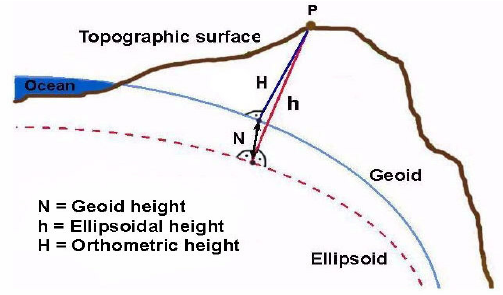 P
Topographic surface
Ocean
H
h
N
Geoid
N = Geoid height
h = Ellipsoidal height
H = Orthometric height
Ellipsoid